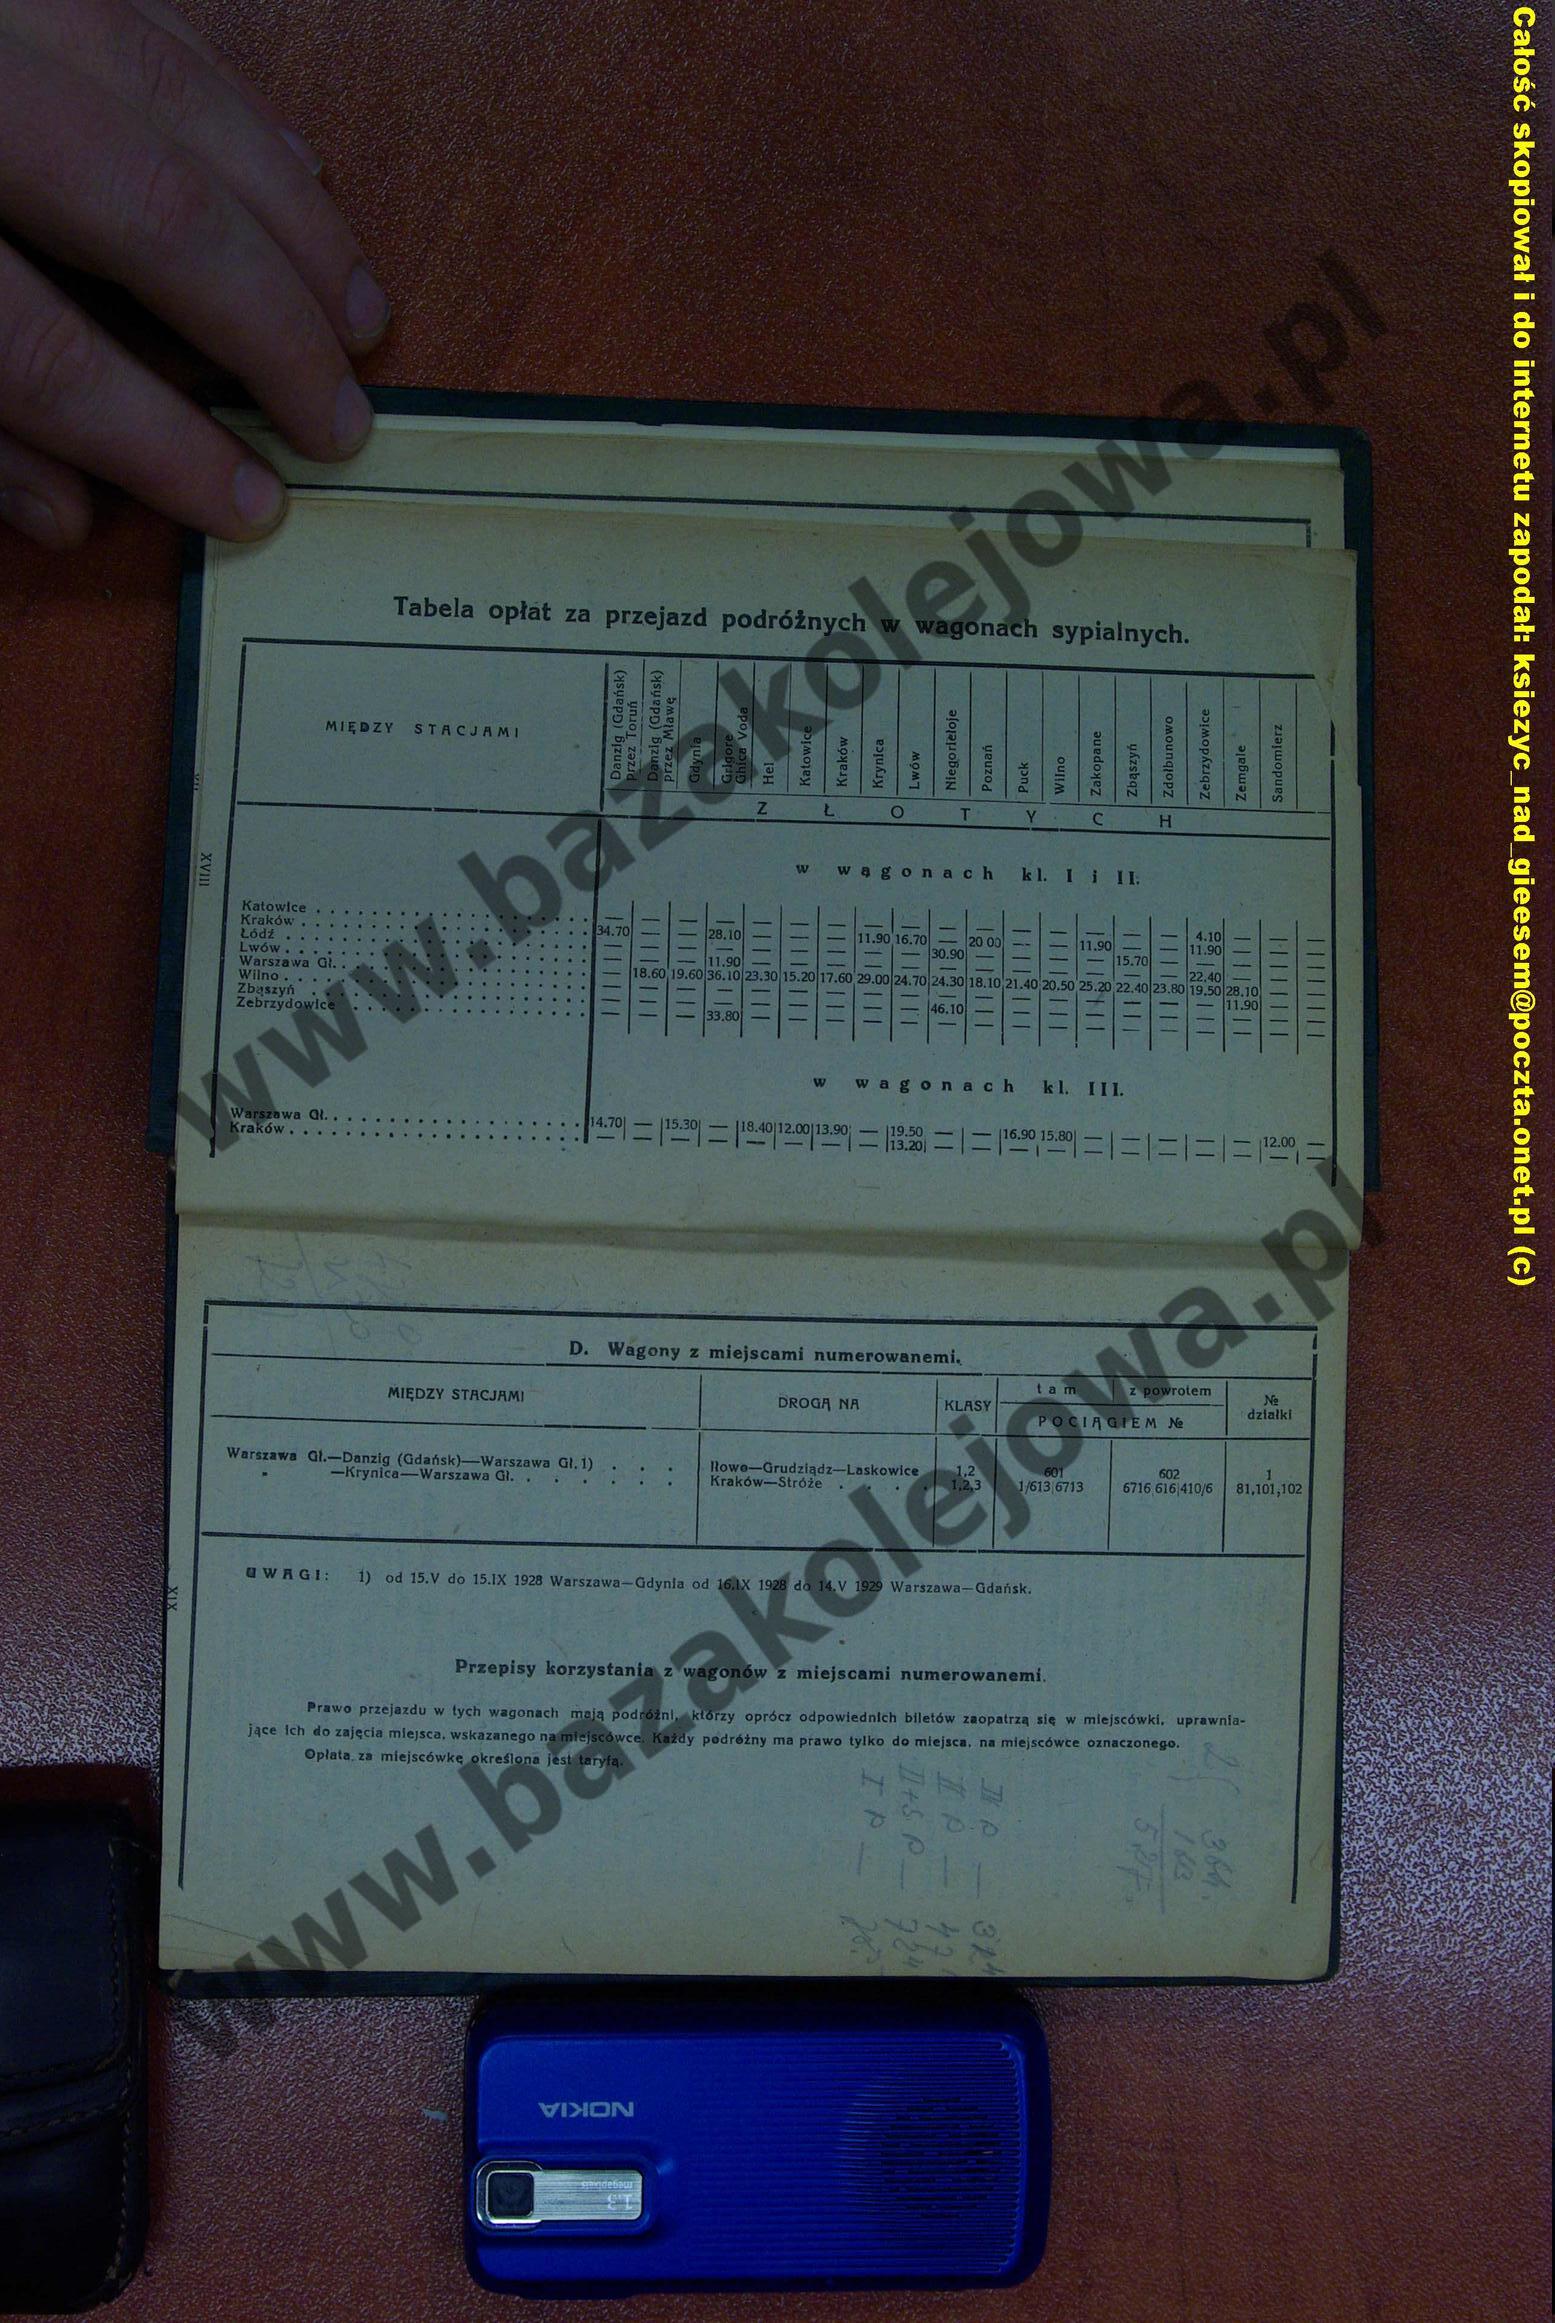 Całość skopiował i do internetu zapodał: ksiezyc_nad_gieesem@poczta.onet.pl (c)
www.bazakolejowa.pl
Tabela opłat za przejazd podróżnych w wagonach sypialnych.
MIĘDZY STACJAMI
Danzig (Gdańsk) przez Toruń
Danzig (Gdańsk) przez Mławę
Gdynia
Grigore Ghica Voda
Hel
Katowice
Kraków
Krynica
Lwów
Niegoriełoje
Poznań
Puck
Wilno
Zakopane
Zbąszyń
Zdołbunowo
Zebrzydowice
Zemgale
Sandomierz
Z Ł O T Y C H
w wagonach kl. I i II.
Katowice — — — — — — — — — — — — — — — — — — — —
Kraków 34.70 — — 28.10 — — — 11.90 16.70 — 20 00 — — 11.90 — — 4.10 — — —
Łódź — — — — — — — — — 30.90 — — — — 15.70 — 11.90 — — —
Lwów — — — 11.90 — — — — — — — — — — — — — — — —
Warszawa Gł. — 18.60 19.60 36.10 23.30 15.20 17.60 29.00 24.70 24.30 18.10 21.40 20.50 25.20 22.40 23.80 22.40
19.50 28.10 — —
Wilno 11.90
Zbąszyń 46.10
Zebrzydowice 33.80
w wagonach kl. III.
Warszawa Gł. 14.70 — 15.30 — 18.40 12.00 13.90 — 19.50 — — 16.90 15.80 — — — — — 12.00 —
Kraków — — — — — — — — 13.20 — — — — — — — — — — —
XVIII
D. Wagony z miejscami numerowanemi.
MIĘDZY STACJAMI DROGĄ NA KLASY tam z powrotem № działki
POCIĄGIEM №
Warszawa Gł.—Danzig (Gdańsk)—Warszawa Gł.1) . . . Iłowo—Grudziądz—Laskowice 1,2 601 602 1
" —Krynica—Warszawa Gł. . . . . . . Kraków—Stróże . . . . 1,2,3 1/613|6713 6716|616|410/6 81,101,102
UWAGI: 1) od 15.V do 15.IX 1928 Warszawa—Gdynia od 16.IX 1928 do 14.V 1929 Warszawa—Gdańsk.
XIX
Przepisy korzystania z wagonów z miejscami numerowanemi.
Prawo przejazdu w tych wagonach mają podróżni, którzy oprócz odpowiednich biletów zaopatrzą się w miejscówki, uprawnia-
jące ich do zajęcia miejsca, wskazanego na miejscówce. Każdy podróżny ma prawo tylko do miejsca, na miejscówce oznaczonego.
Opłata za miejscówkę określona jest taryfą.
www.bazakolejowa.pl
NOKIA
1.3
megapixels